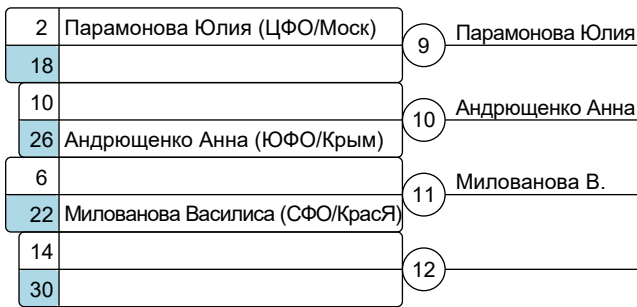 2 Парамонова Юлия (ЦФО/Моск)
9 Парамонова Юлия
18
10
10 Андрющенко Анна
26 Андрющенко Анна (ЮФО/Крым)
6
11 Милованова В.
22 Милованова Василиса (СФО/КрасЯ)
14
12
30